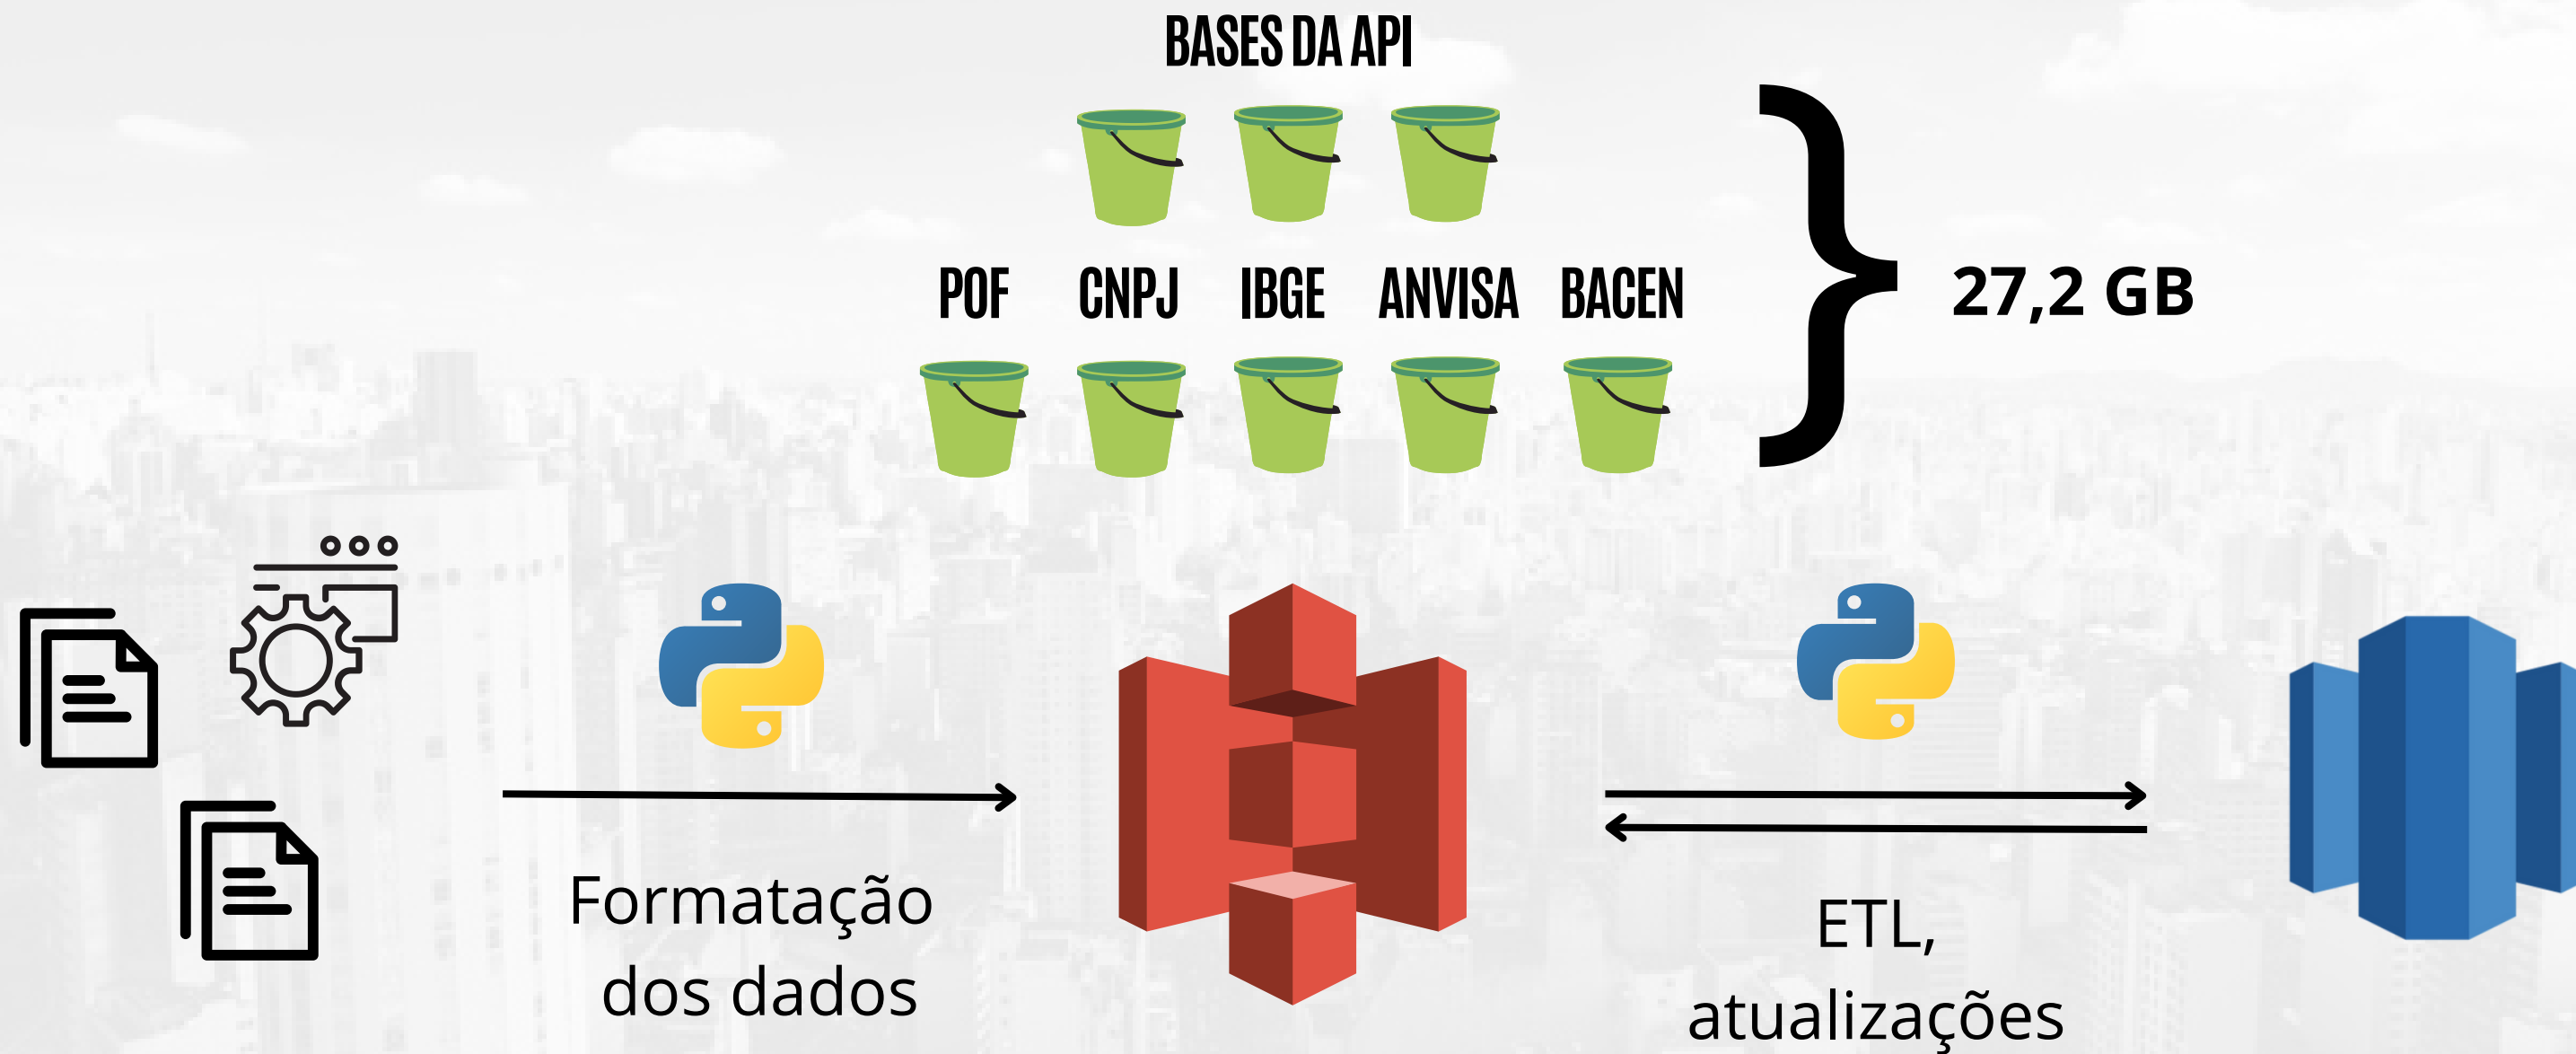 BASES DA API
POF CNPJ IBGE ANVISA BACEN
27,2 GB
Formatação
dos dados
ETL,
atualizações